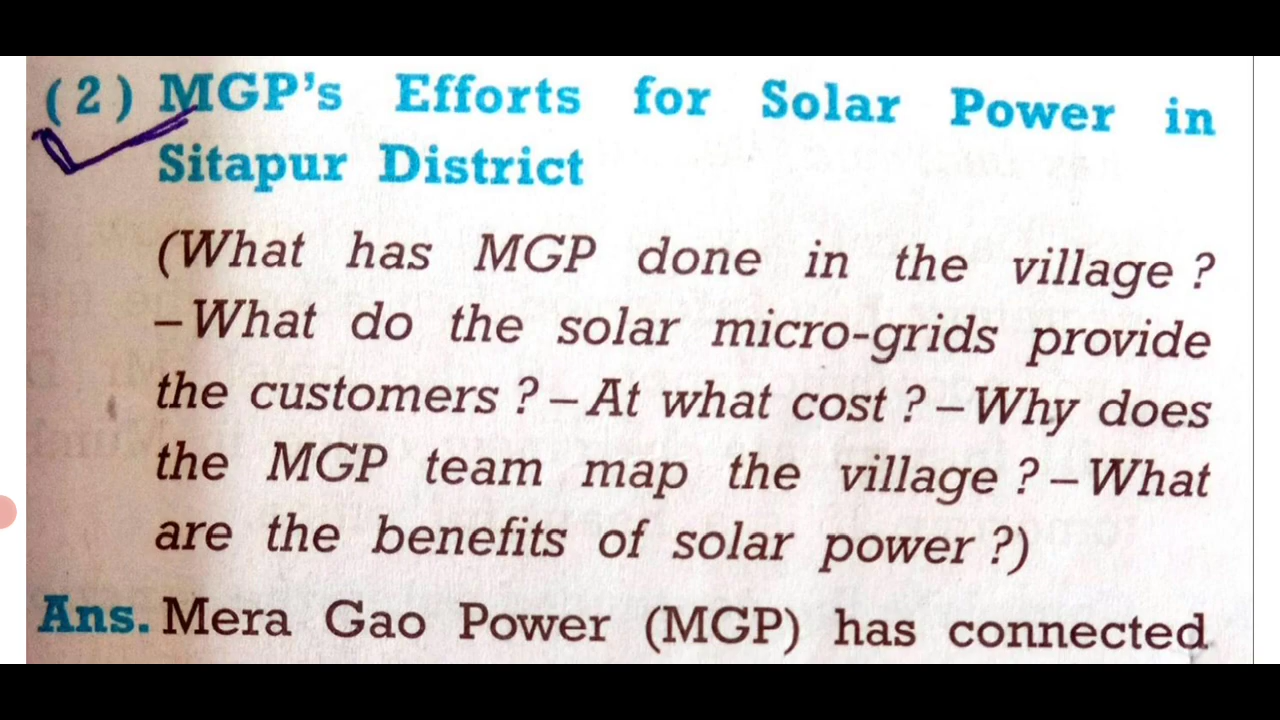 (2) MGP's Efforts for Solar Power in
Sitapur District
(What has MGP done in the village ?
– What do the solar micro-grids provide
the customers ? – At what cost ? – Why does
the MGP team map the village ? – What
are the benefits of solar power ?)
Ans. Mera Gao Power (MGP) has connected